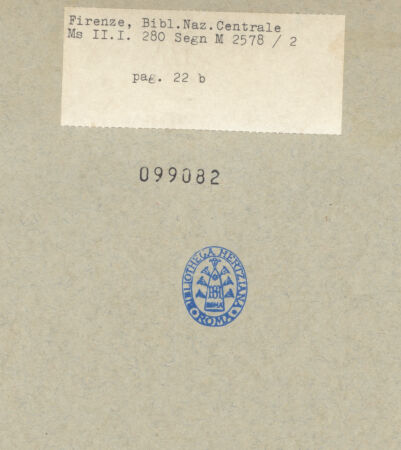 Firenze, Bibl.Naz.Centrale
Ms II.I. 280 Segn M 2578 / 2
pag. 22 b
099082
BIBLIOTHECA HERTZIANA
ROMA